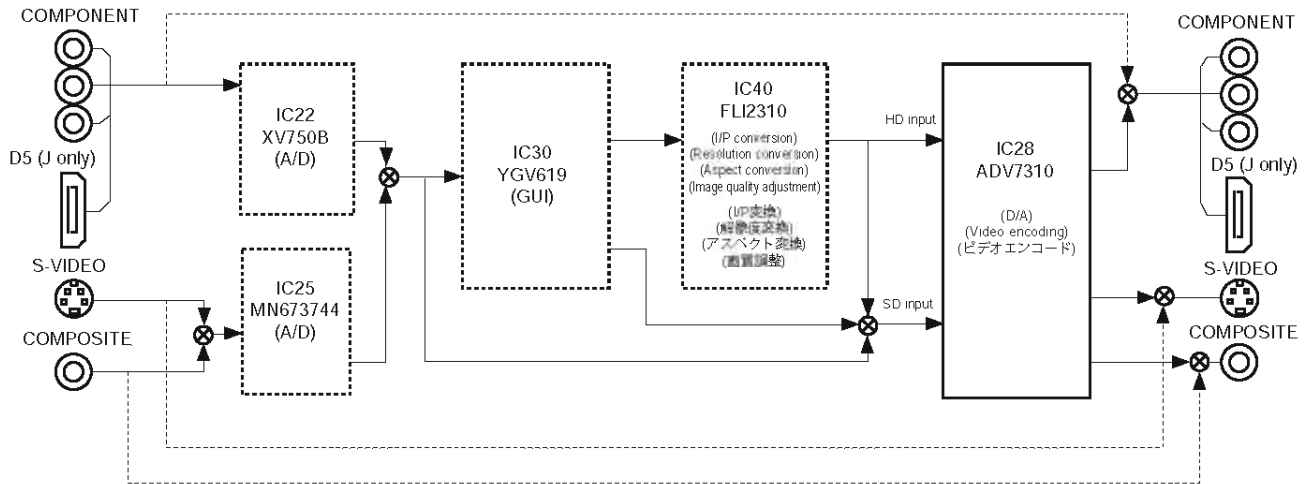 COMPONENT
D5 (J only)
S-VIDEO
COMPOSITE
IC22
XV750B
(A/D)
IC25
MN673744
(A/D)
IC30
YGV619
(GUI)
IC40
FLI2310
(I/P conversion)
(Resolution conversion)
(Aspect conversion)
(Image quality adjustment)
(I/P変換)
(解像度変換)
(アスペクト変換)
(画質調整)
HD input
SD input
IC28
ADV7310
(D/A)
(Video encoding)
(ビデオエンコード)
COMPONENT
D5 (J only)
S-VIDEO
COMPOSITE